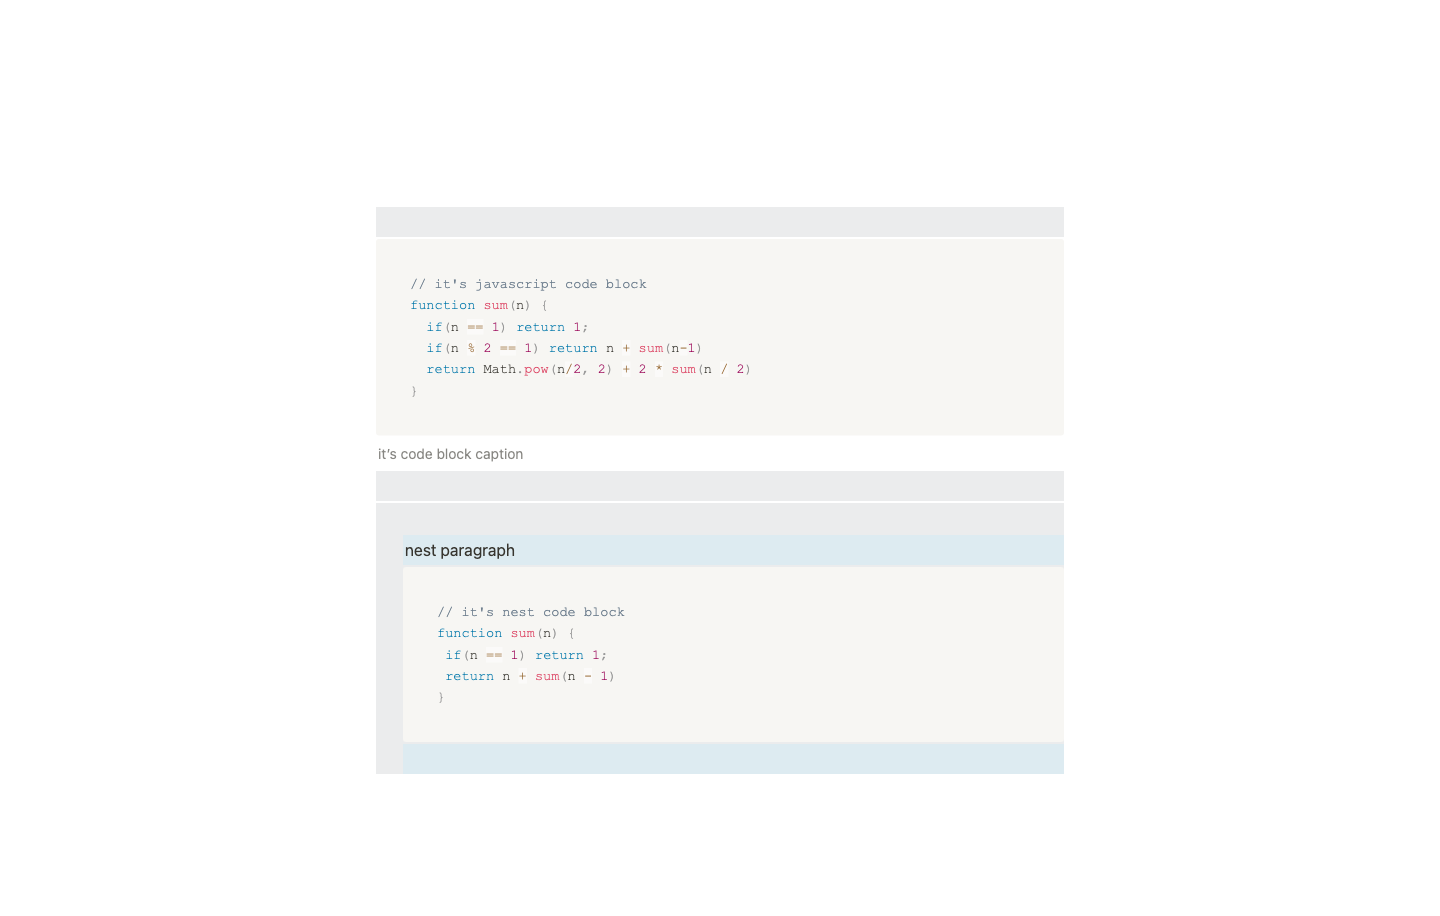 // it's javascript code block
function sum(n) {
  if(n == 1) return 1;
  if(n % 2 == 1) return n + sum(n-1)
  return Math.pow(n/2, 2) + 2 * sum(n / 2)
}
it's code block caption
nest paragraph
// it's nest code block
function sum(n) {
 if(n == 1) return 1;
 return n + sum(n - 1)
}